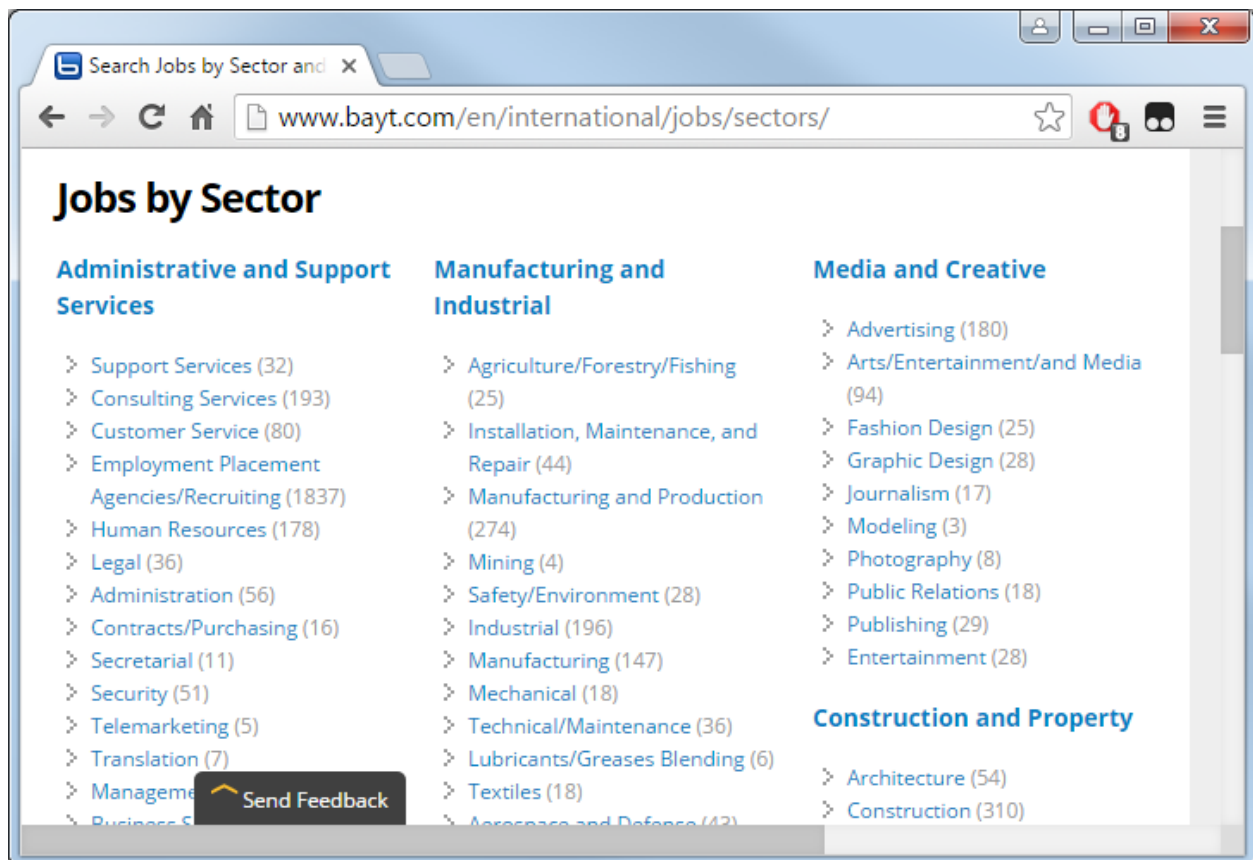 Search Jobs by Sector and
www.bayt.com/en/international/jobs/sectors/
8
Jobs by Sector
Administrative and Support
Services
Support Services (32)
Consulting Services (193)
Customer Service (80)
Employment Placement
Agencies/Recruiting (1837)
Human Resources (178)
Legal (36)
Administration (56)
Contracts/Purchasing (16)
Secretarial (11)
Security (51)
Telemarketing (5)
Translation (7)
Manageme
Business S
Send Feedback
Manufacturing and
Industrial
Agriculture/Forestry/Fishing
(25)
Installation, Maintenance, and
Repair (44)
Manufacturing and Production
(274)
Mining (4)
Safety/Environment (28)
Industrial (196)
Manufacturing (147)
Mechanical (18)
Technical/Maintenance (36)
Lubricants/Greases Blending (6)
Textiles (18)
Aerospace and Defense (43)
Media and Creative
Advertising (180)
Arts/Entertainment/and Media
(94)
Fashion Design (25)
Graphic Design (28)
Journalism (17)
Modeling (3)
Photography (8)
Public Relations (18)
Publishing (29)
Entertainment (28)
Construction and Property
Architecture (54)
Construction (310)